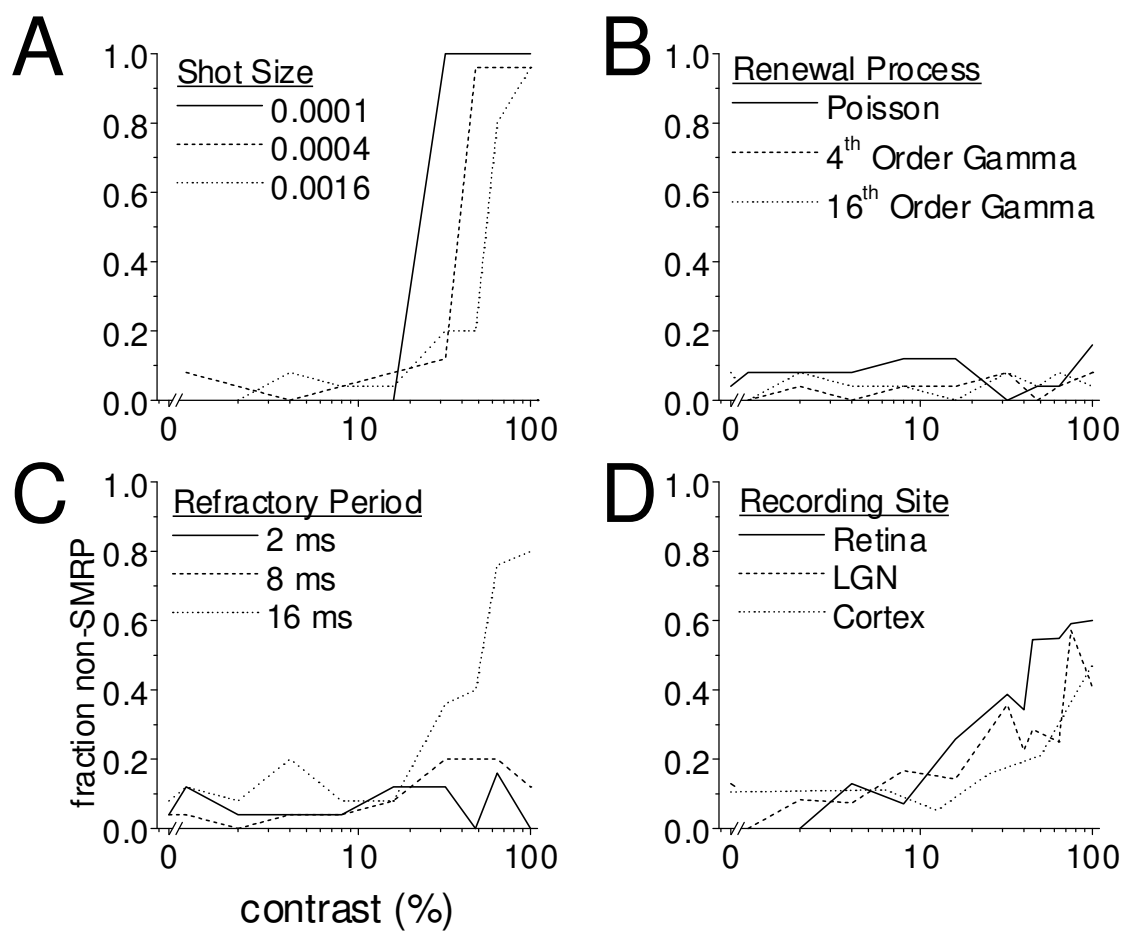 A
1.0
0.8
0.6
0.4
0.2
0.0
Shot Size
0.0001
0.0004
0.0016
0
10
100
B
1.0
0.8
0.6
0.4
0.2
0.0
Renewal Process
Poisson
4th Order Gamma
16th Order Gamma
0
10
100
C
fraction non-SMRP
1.0
0.8
0.6
0.4
0.2
0.0
Refractory Period
2 ms
8 ms
16 ms
0
10
100
contrast (%)
D
1.0
0.8
0.6
0.4
0.2
0.0
Recording Site
Retina
LGN
Cortex
0
10
100